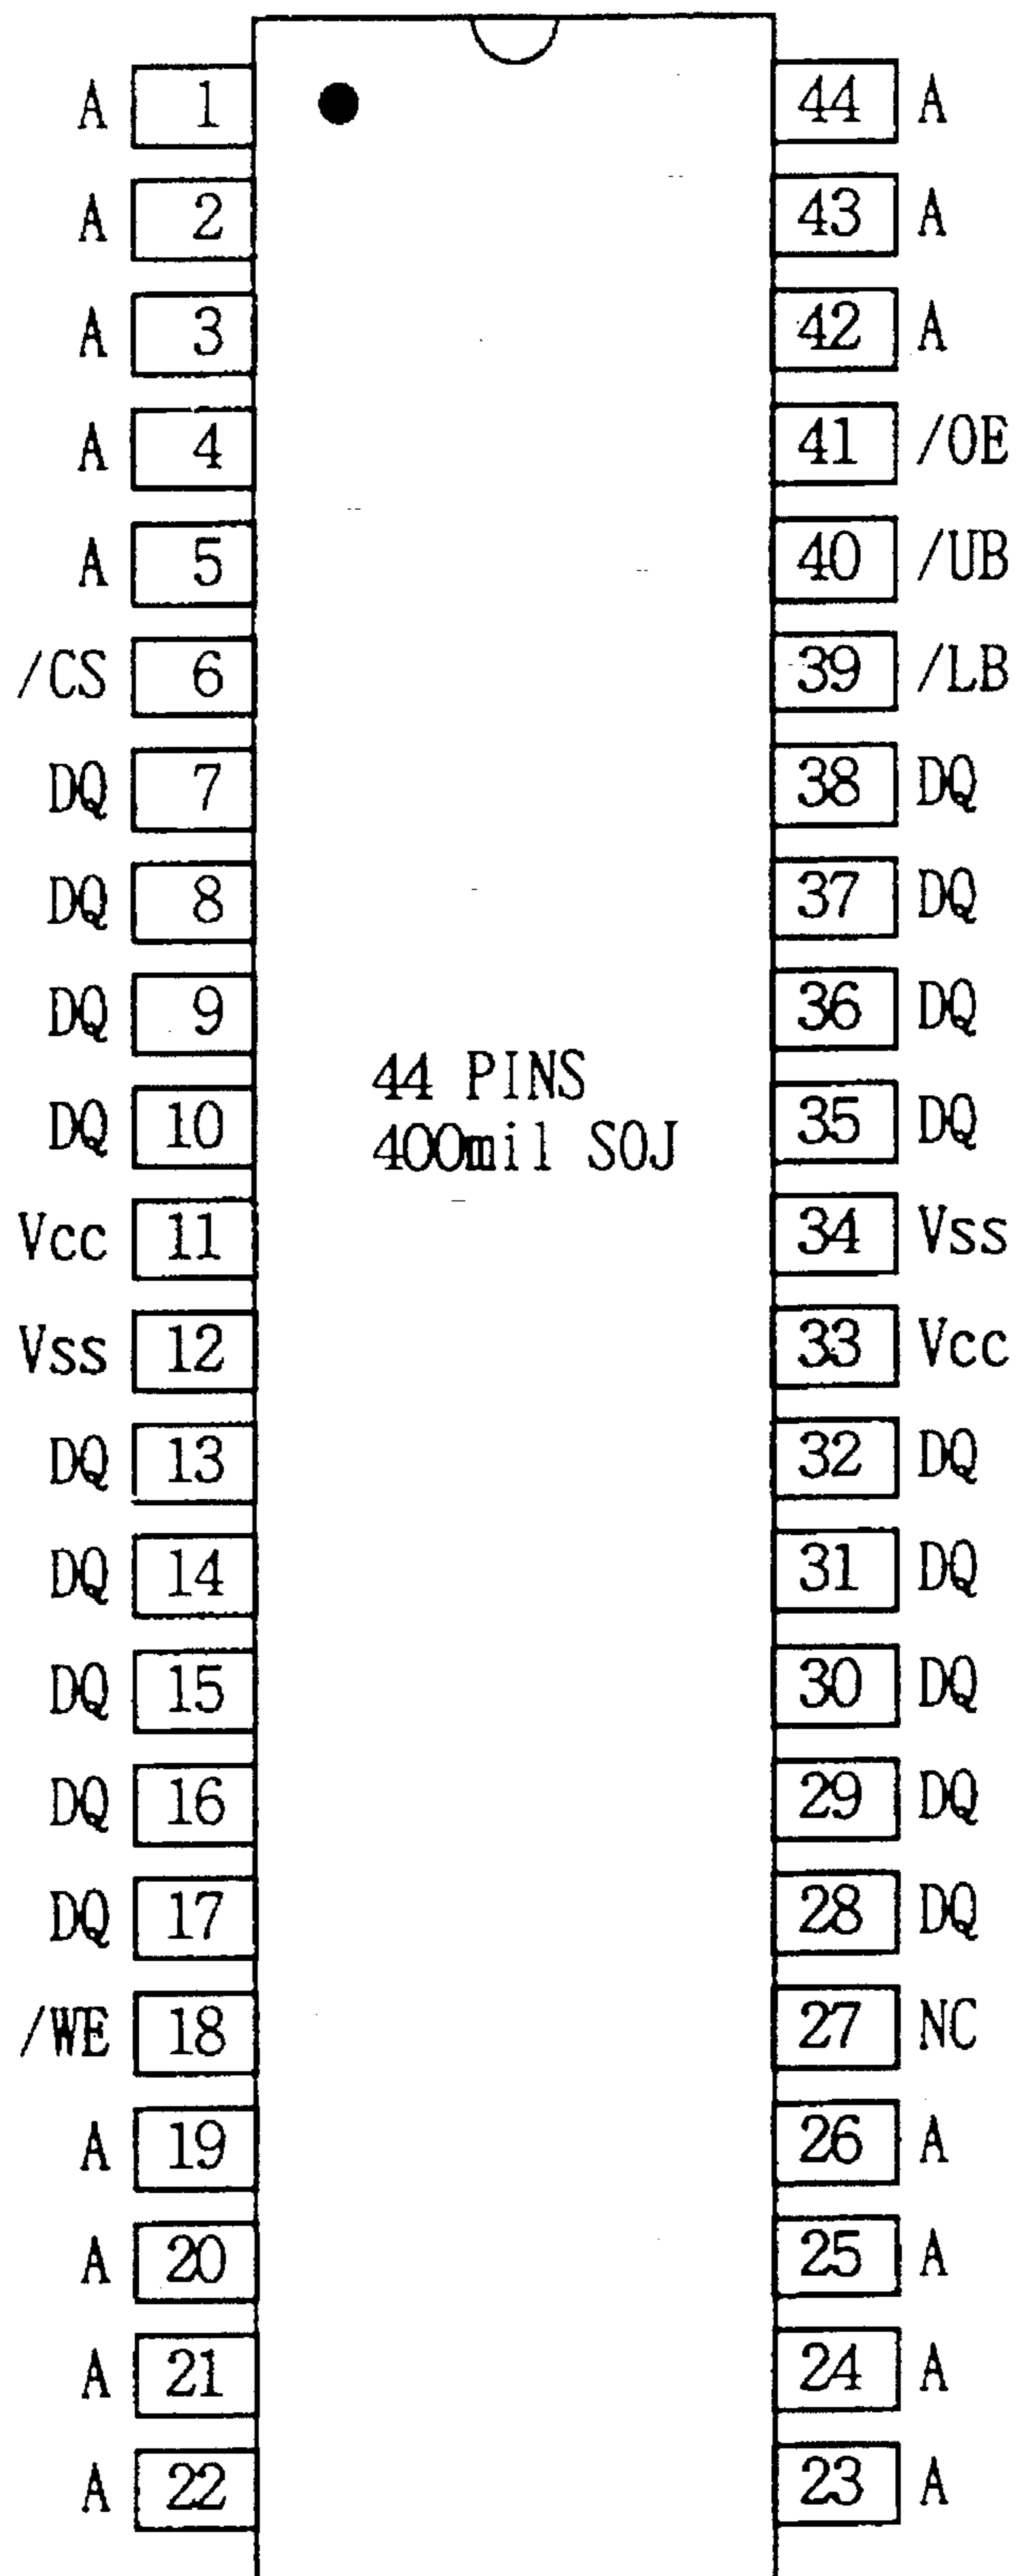 A 1 44 A
A 2 43 A
A 3 42 A
A 4 41 /OE
A 5 40 /UB
/CS 6 39 /LB
DQ 7 38 DQ
DQ 8 37 DQ
DQ 9 36 DQ
44 PINS
DQ 10 35 DQ
400mil SOJ
Vcc 11 34 Vss
Vss 12 33 Vcc
DQ 13 32 DQ
DQ 14 31 DQ
DQ 15 30 DQ
DQ 16 29 DQ
DQ 17 28 DQ
/WE 18 27 NC
A 19 26 A
A 20 25 A
A 21 24 A
A 22 23 A